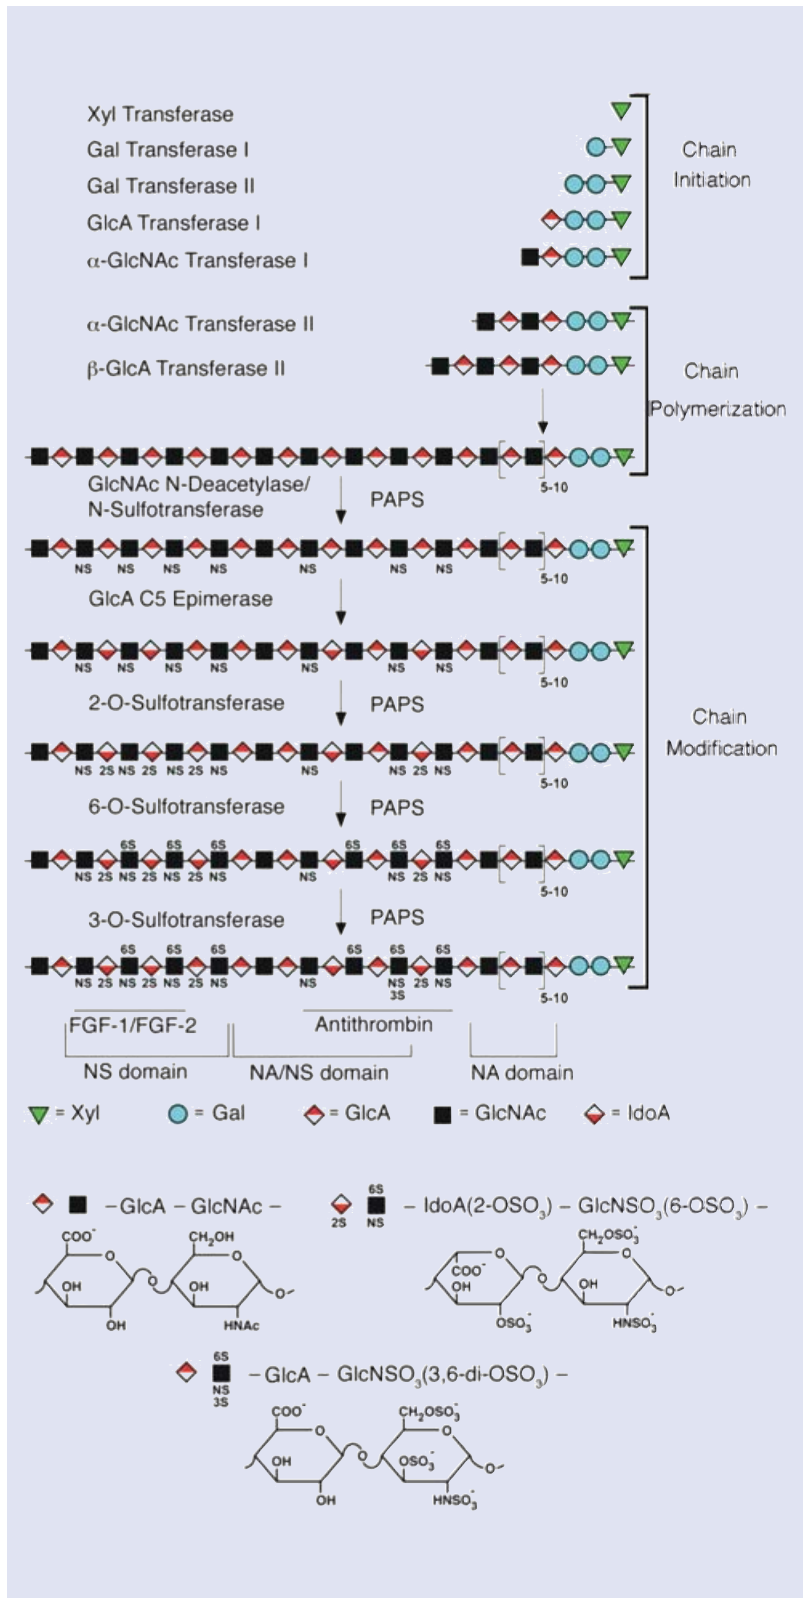 Xyl Transferase
Gal Transferase I
Gal Transferase II
GlcA Transferase I
α-GlcNAc Transferase I
Chain
Initiation
α-GlcNAc Transferase II
β-GlcA Transferase II
Chain
Polymerization
5-10
GlcNAc N-Deacetylase/
N-Sulfotransferase
PAPS
NS NS NS NS NS NS NS
5-10
GlcA C5 Epimerase
NS NS NS NS NS NS NS
5-10
2-O-Sulfotransferase
PAPS
Chain
Modification
NS 2S NS 2S NS 2S NS NS NS 2S NS
5-10
6-O-Sulfotransferase
PAPS
6S 6S 6S 6S 6S 6S
NS 2S NS 2S NS 2S NS NS NS 2S NS
5-10
3-O-Sulfotransferase
PAPS
6S 6S 6S 6S 6S 6S
NS 2S NS 2S NS 2S NS NS NS 2S NS
3S
5-10
FGF-1/FGF-2
Antithrombin
NS domain
NA/NS domain
NA domain
= Xyl
= Gal
= GlcA
= GlcNAc
= IdoA
– GlcA – GlcNAc –
6S
2S NS
– IdoA(2-OSO3) – GlcNSO3(6-OSO3) –
COO-
O
OH
OH
O
CH2OH
O
OH
HNAc
O
O
COO-
OH
OSO3-
O
CH2OSO3-
O
OH
HNSO3-
O
6S
NS
3S
– GlcA – GlcNSO3(3,6-di-OSO3) –
COO-
O
OH
OH
O
CH2OSO3-
O
OSO3-
HNSO3-
O